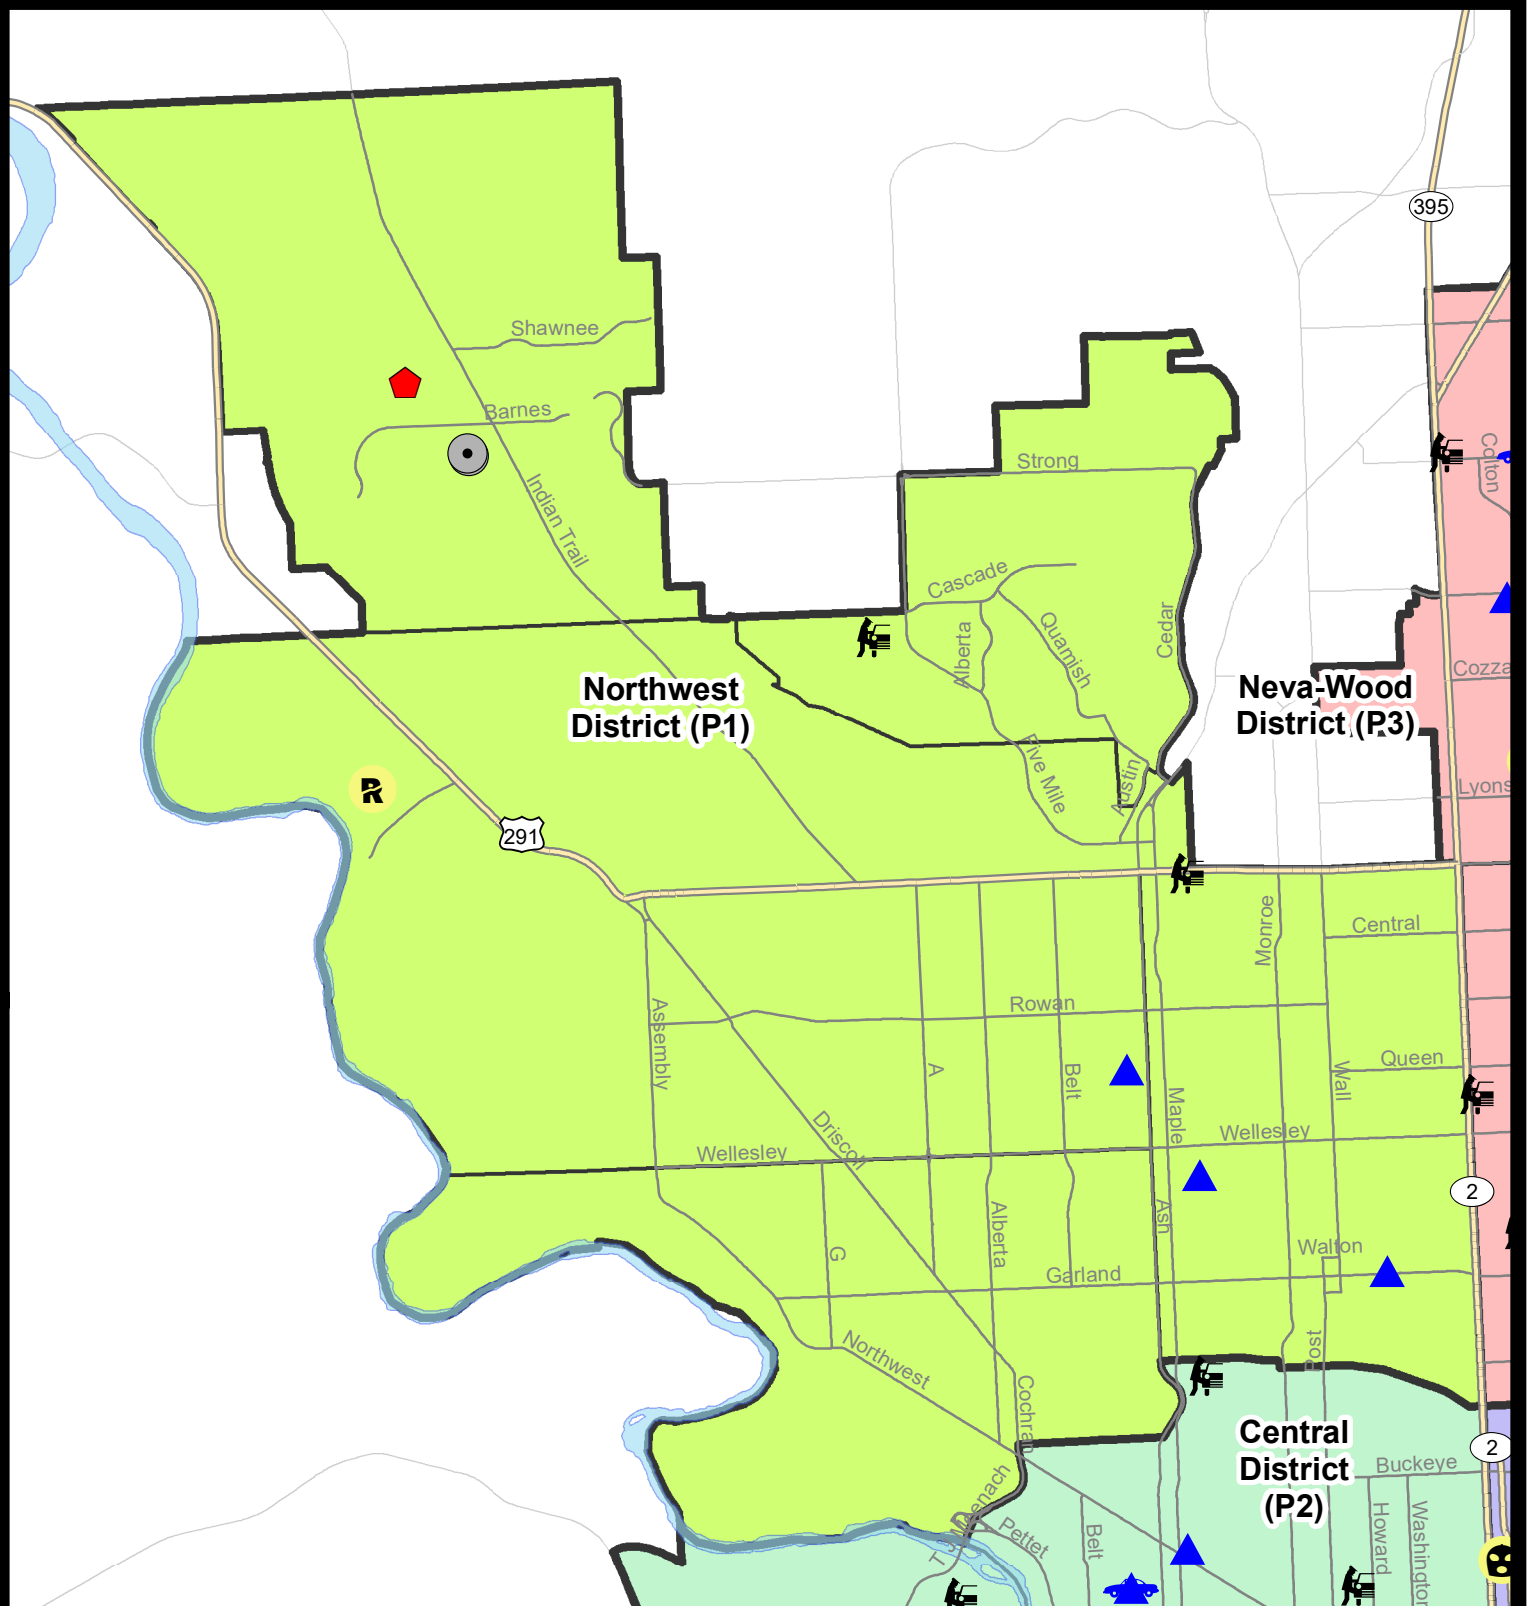 395
Shawnee
Barnes
Indian Trail
Colton
Strong
Cascade
Alberta
Quamish
Cedar
Cozza
Northwest
District (P1)
Neva-Wood
District (P3)
Five Mile
Austin
Lyons
R
291
Monroe
Central
Rowan
Assembly
A
Belt
Queen
Wall
Maple
Driscoll
Wellesley
Wellesley
2
Ash
Alberta
G
Walton
Garland
Northwest
Post
Cochran
Central
District
(P2)
2
Buckeye
T J Meenach
Pettet
Belt
Howard
Washington